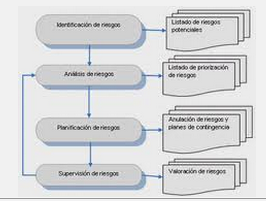 Identificación de riesgos
Listado de riesgos
potenciales
Análisis de riesgos
Listado de priorización
de riesgos
Planificación de riesgos
Anulación de riesgos y
planes de contingencia
Supervisión de riesgos
Valoración de riesgos